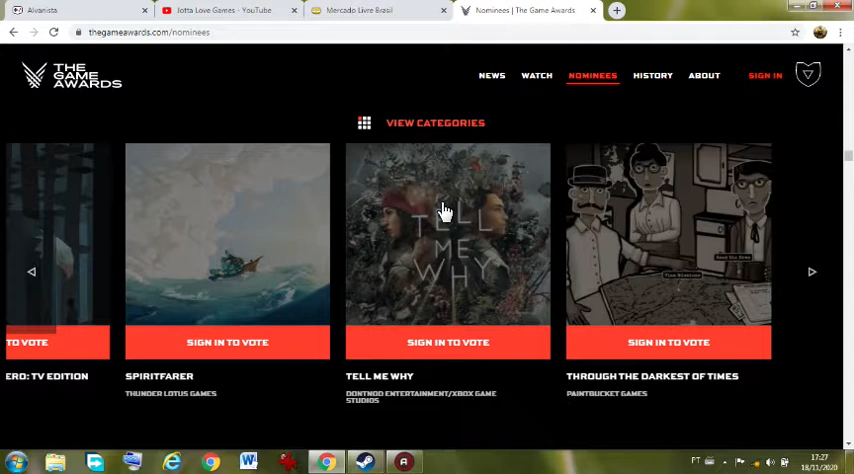 Alvanista
Jotta Love Games - YouTube
Mercado Livre Brasil
Nominees | The Game Awards
thegameawards.com/nominees
THE
GAME
AWARDS
NEWS WATCH NOMINEES HISTORY ABOUT SIGN IN
VIEW CATEGORIES
TELL
ME
WHY
TO VOTE
SIGN IN TO VOTE
SIGN IN TO VOTE
SIGN IN TO VOTE
ERO: TV EDITION
SPIRITFARER
THUNDER LOTUS GAMES
TELL ME WHY
DONTNOD ENTERTAINMENT/XBOX GAME
STUDIOS
THROUGH THE DARKEST OF TIMES
PAINTBUCKET GAMES
PT
17:27
18/11/2020